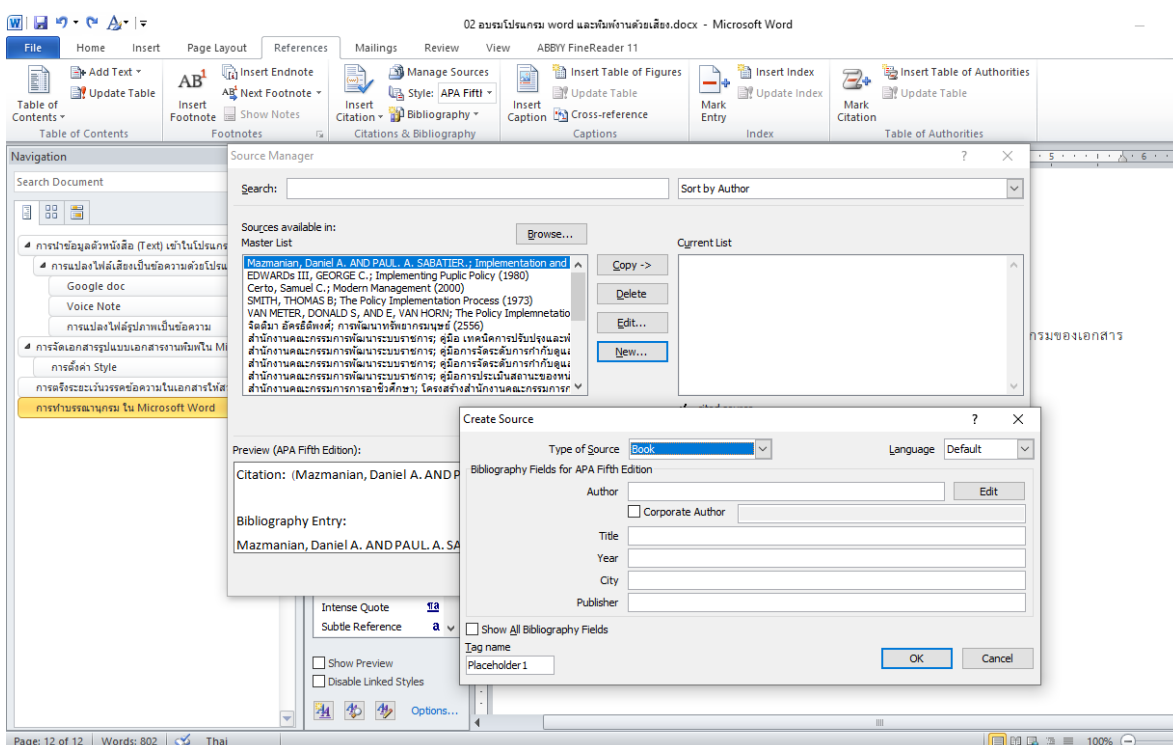 02 อบรมโปรแกรม word และพิมพ์งานด้วยเสียง.docx - Microsoft Word
File Home Insert Page Layout References Mailings Review View ABBYY FineReader 11
Table of Contents
Add Text
Update Table
Table of Contents
AB1 Insert Footnote
Insert Endnote
AB1 Next Footnote
Show Notes
Footnotes
Insert Citation
Manage Sources
Style: APA Fifth
Bibliography
Citations & Bibliography
Insert Caption
Insert Table of Figures
Update Table
Cross-reference
Captions
Mark Entry
Insert Index
Update Index
Index
Mark Citation
Insert Table of Authorities
Update Table
Table of Authorities
Navigation
Search Document
การนำข้อมูลตัวหนังสือ (Text) เข้าในโปรแกร
การแปลงไฟล์เสียงเป็นข้อความด้วยโปรแ
Google doc
Voice Note
การแปลงไฟล์รูปภาพเป็นข้อความ
การจัดเอกสารรูปแบบเอกสารงานพิมพ์ใน Mi
การตั้งค่า Style
การตรึงระยะเว้นวรรคข้อความในเอกสารให้ส
การทำบรรณานุกรม ใน Microsoft Word
Source Manager ?
Search:
Sort by Author
Sources available in:
Master List
Browse...
Current List
Mazmanian, Daniel A. AND PAUL. A. SABATIER.; Implementation and
EDWARDs III, GEORGE C.; Implementing Puplic Policy (1980)
Certo, Samuel C.; Modern Management (2000)
SMITH, THOMAS B; The Policy Implementation Process (1973)
VAN METER, DONALD S, AND E, VAN HORN; The Policy Implemnetatio
จิตติมา อัครธิติพงศ์; การพัฒนาทรัพยากรมนุษย์ (2556)
สำนักงานคณะกรรมการพัฒนาระบบราชการ; คู่มือ เทคนิคการปรับปรุงและพั
สำนักงานคณะกรรมการพัฒนาระบบราชการ; คู่มือการจัดระดับการกำกับดูแล
สำนักงานคณะกรรมการพัฒนาระบบราชการ; คู่มือการจัดระดับการกำกับดูแล
สำนักงานคณะกรรมการพัฒนาระบบราชการ; คู่มือการประเมินสถานะของหน่
สำนักงานคณะกรรมการการอาชีวศึกษา; โครงสร้างสำนักงานคณะกรรมการก
Copy ->
Delete
Edit...
New...
กรมของเอกสาร
Preview (APA Fifth Edition):
Citation: (Mazmanian, Daniel A. AND P
Bibliography Entry:
Mazmanian, Daniel A. AND PAUL. A. SA
Create Source ?
Type of Source Book
Language Default
Bibliography Fields for APA Fifth Edition
Author
Edit
Corporate Author
Title
Year
City
Publisher
Show All Bibliography Fields
Tag name
Placeholder1
OK Cancel
Intense Quote
Subtle Reference a
Show Preview
Disable Linked Styles
Options...
Page: 12 of 12 Words: 802 Thai 100%